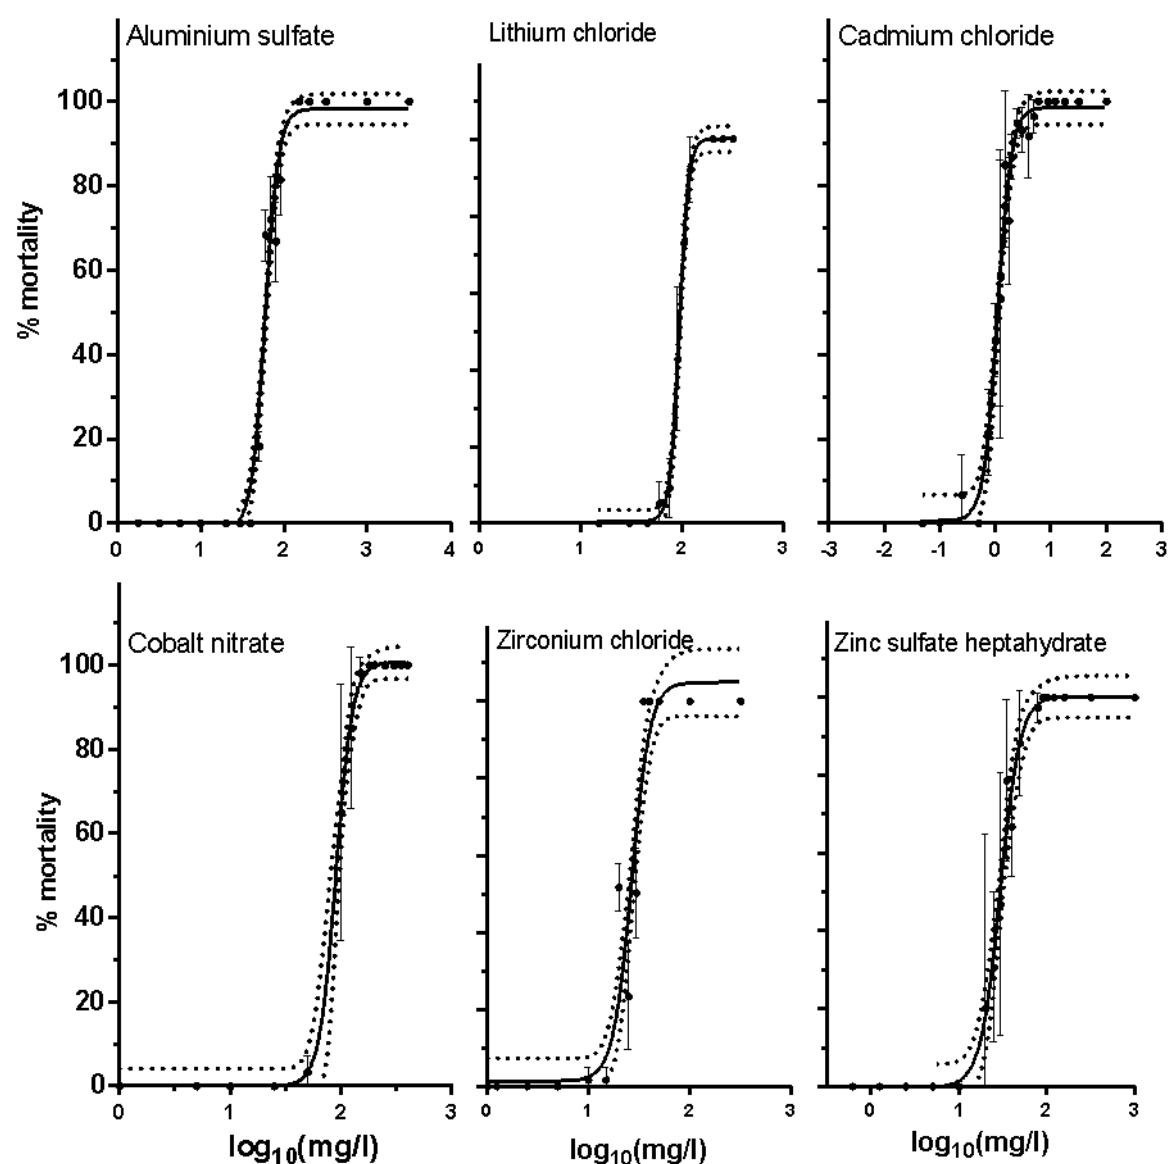 Aluminium sulfate
Lithium chloride
Cadmium chloride
% mortality
100
80
60
40
20
0
0 1 2 3 4
0 1 2 3
-3 -2 -1 0 1 2 3
Cobalt nitrate
Zirconium chloride
Zinc sulfate heptahydrate
% mortality
100
80
60
40
20
0
0 1 2 3
0 1 2 3
0 1 2 3
log10(mg/l)
log10(mg/l)
log10(mg/l)